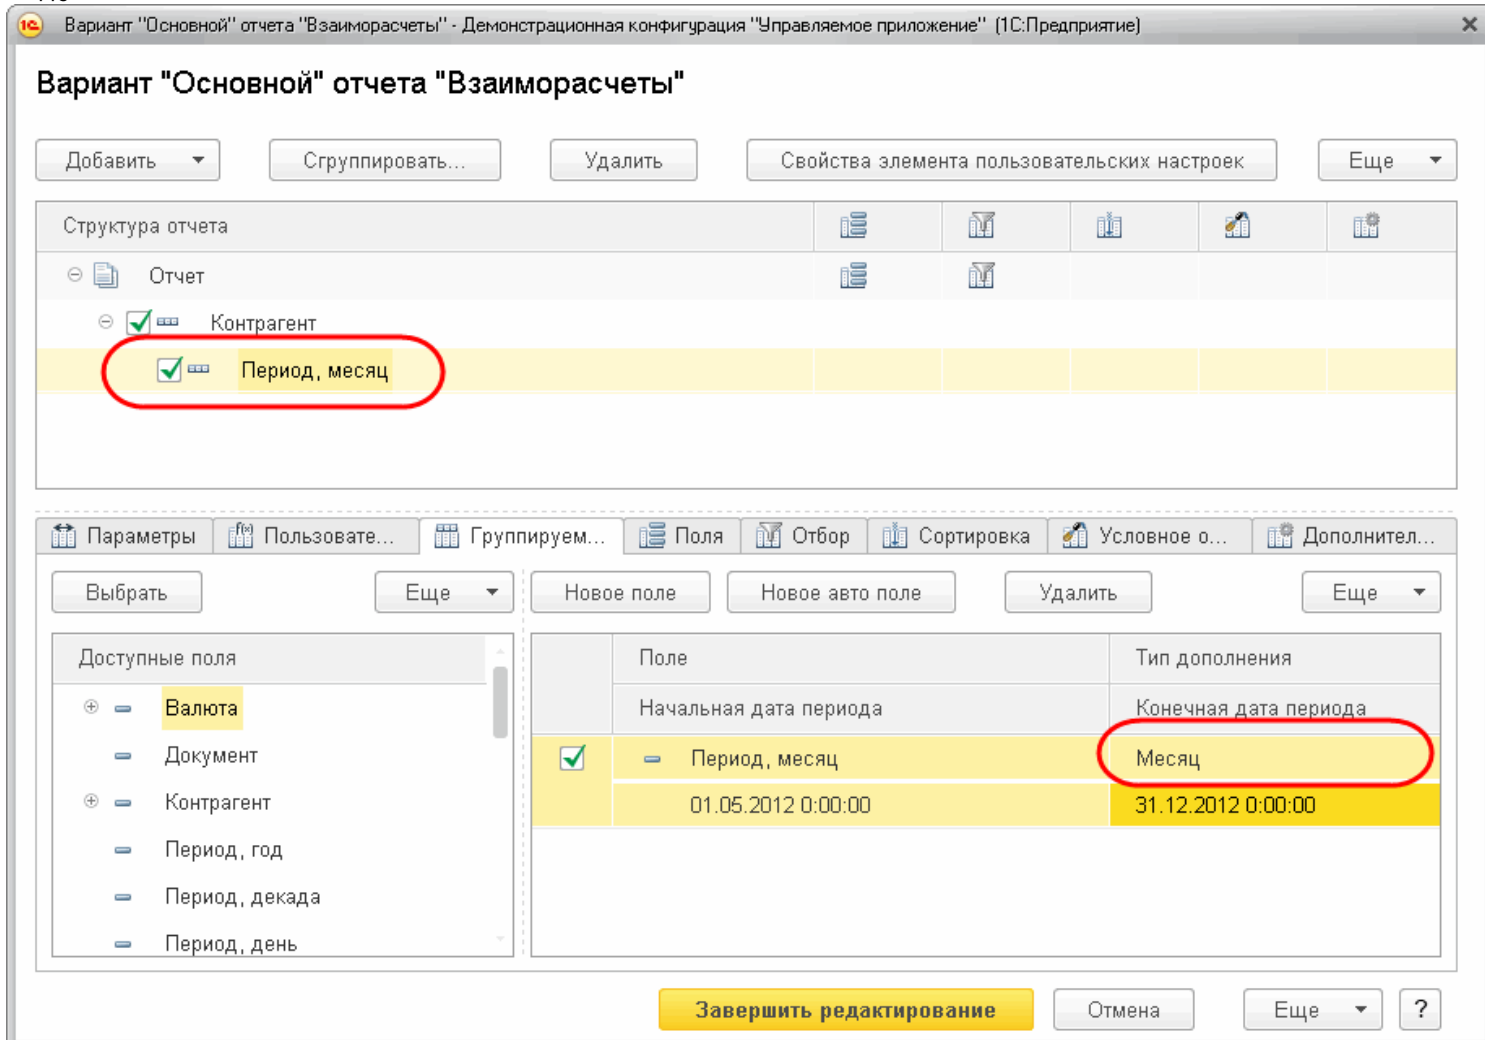 Вариант "Основной" отчета "Взаиморасчеты" - Демонстрационная конфигурация "Управляемое приложение" (1С:Предприятие)
Вариант "Основной" отчета "Взаиморасчеты"
Добавить Сгруппировать... Удалить Свойства элемента пользовательских настроек Еще
Структура отчета
Отчет
Контрагент
Период, месяц
Параметры Пользовате... Группируем... Поля Отбор Сортировка Условное о... Дополнител...
Выбрать Еще Новое поле Новое авто поле Удалить Еще
Доступные поля Поле Тип дополнения
Валюта Начальная дата периода Конечная дата периода
Документ Период, месяц Месяц
Контрагент 01.05.2012 0:00:00 31.12.2012 0:00:00
Период, год
Период, декада
Период, день
Завершить редактирование Отмена Еще ?